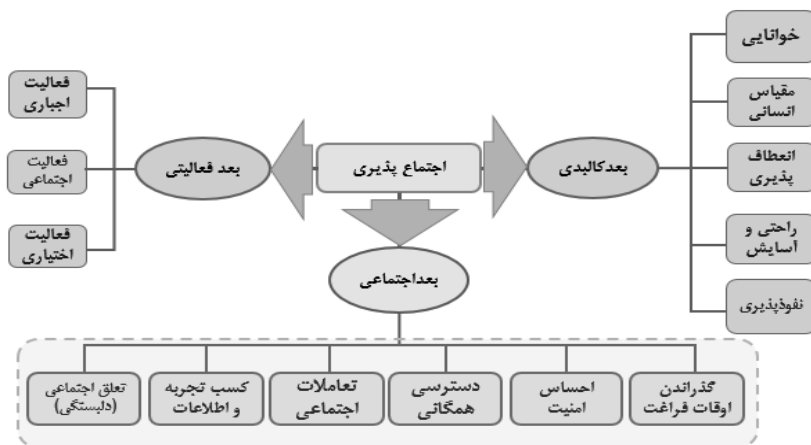 اجتماع پذیری
بعدکالبدی
خوانایی
مقیاس
انسانی
انعطاف
پذیری
راحتی و
آسایش
نفوذپذیری
بعد فعالیتی
فعالیت
اجباری
فعالیت
اجتماعی
فعالیت
اختیاری
بعداجتماعی
گذراندن
اوقات فراغت
احساس
امنیت
دسترسی
همگانی
تعاملات
اجتماعی
کسب تجربه
و اطلاعات
تعلق اجتماعی
(دلبستگی)